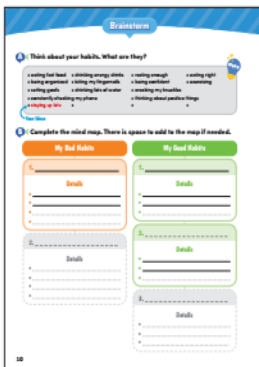 Brainstorm
A Think about your habits. What are they?
eating fast food drinking energy drinks resting enough eating right
being organized biting my fingernails being confident exercising
setting goals drinking lots of water cracking my knuckles
constantly checking my phone thinking about positive things
staying up late
Your Ideas
B Complete the mind map. There is space to add to the map if needed.
My Bad Habits My Good Habits
1. 1.
Details Details
2. 2.
Details Details
3.
Details
10